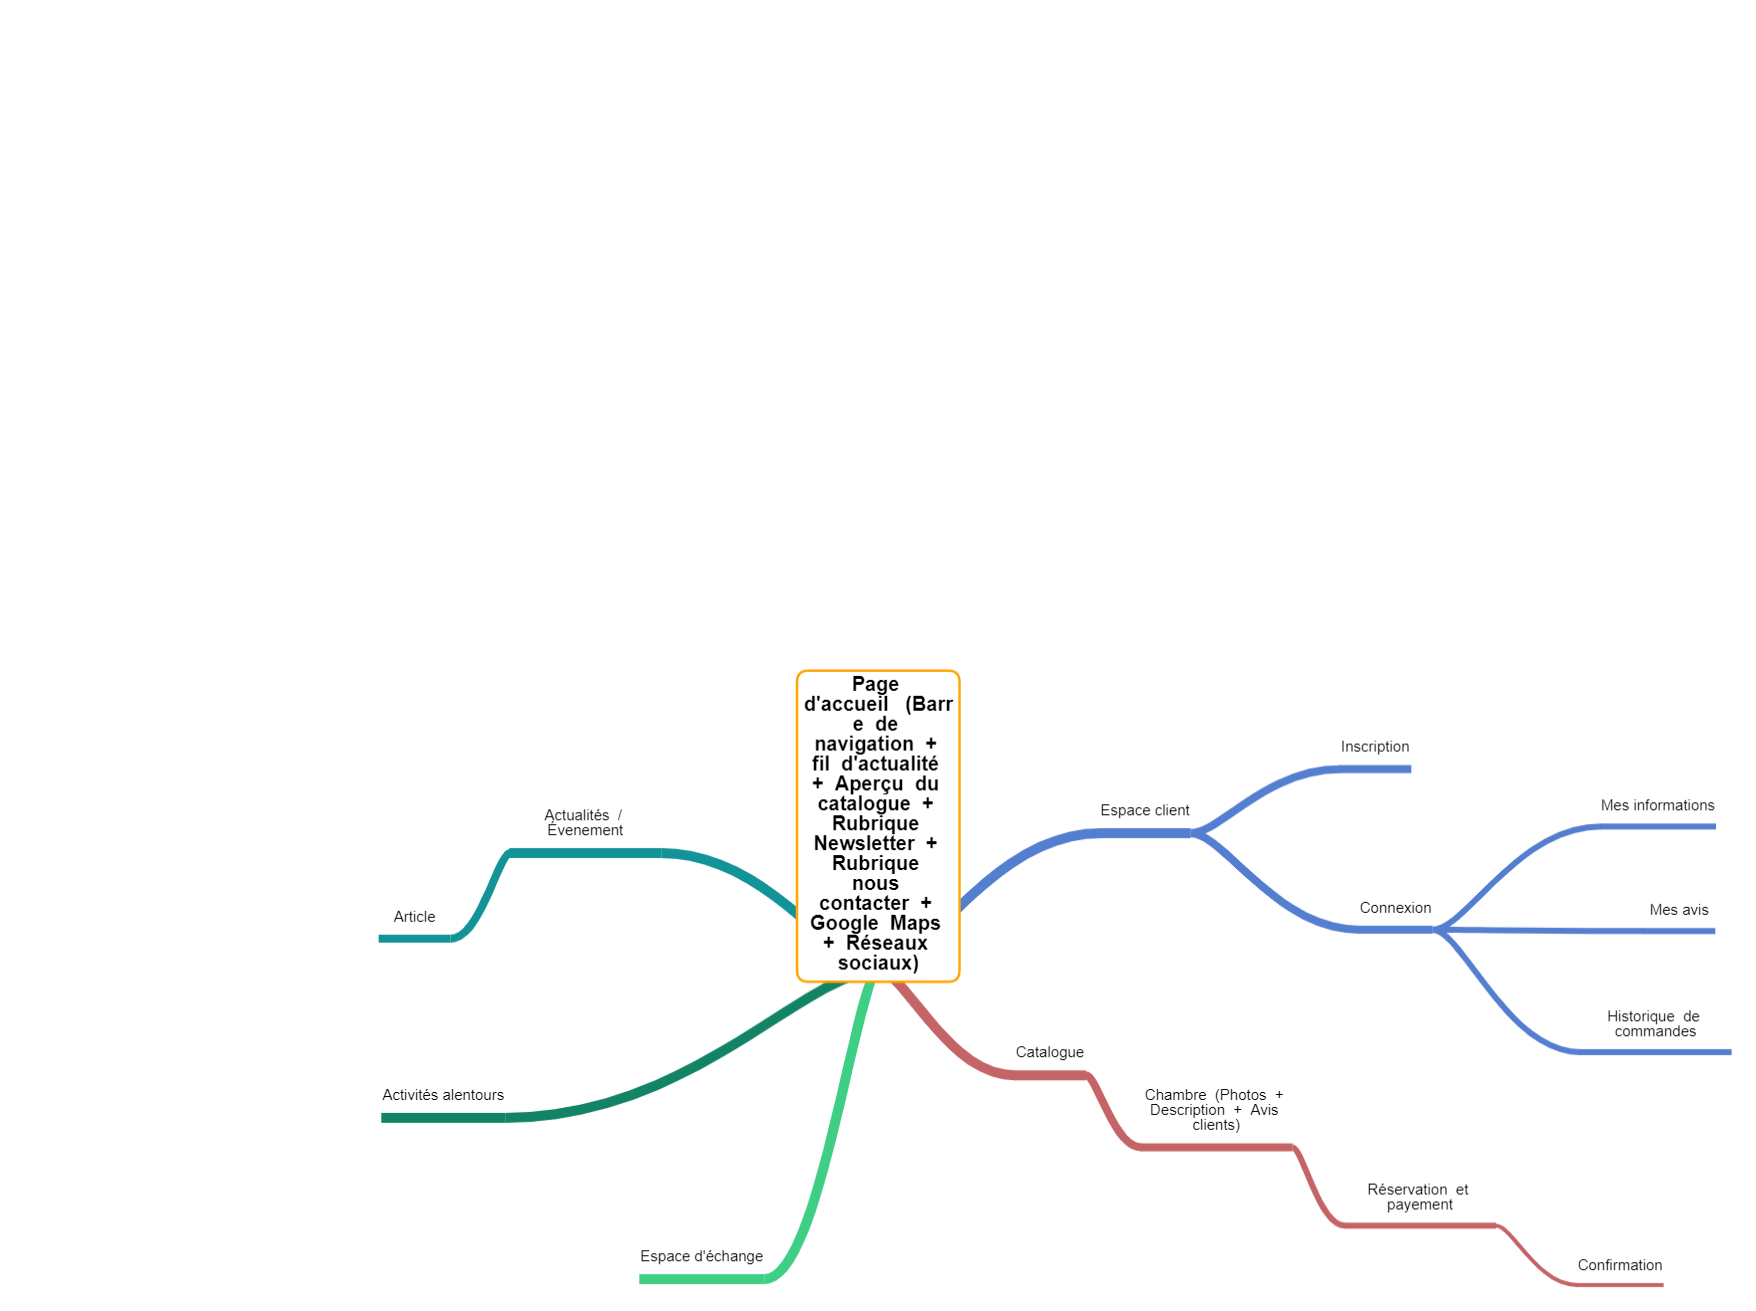 Page
d'accueil (Barr
e de
navigation +
fil d'actualité
+ Aperçu du
catalogue +
Rubrique
Newsletter +
Rubrique
nous
contacter +
Google Maps
+ Réseaux
sociaux)
Espace client
Inscription
Connexion
Mes informations
Mes avis
Historique de
commandes
Catalogue
Chambre (Photos +
Description + Avis
clients)
Réservation et
payement
Confirmation
Espace d'échange
Activités alentours
Actualités /
Évenement
Article